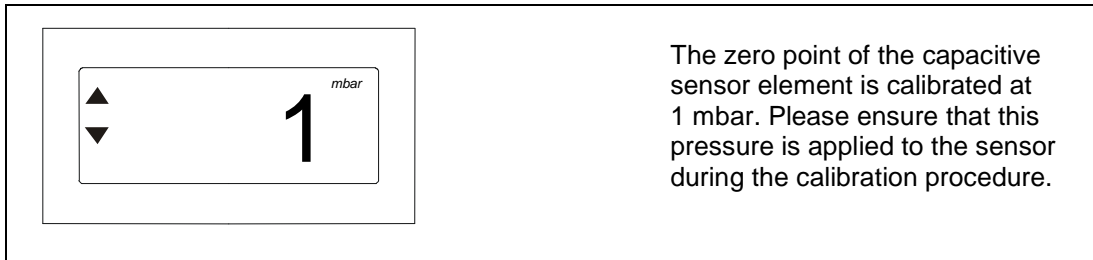 mbar
1
The zero point of the capacitive
sensor element is calibrated at
1 mbar. Please ensure that this
pressure is applied to the sensor
during the calibration procedure.